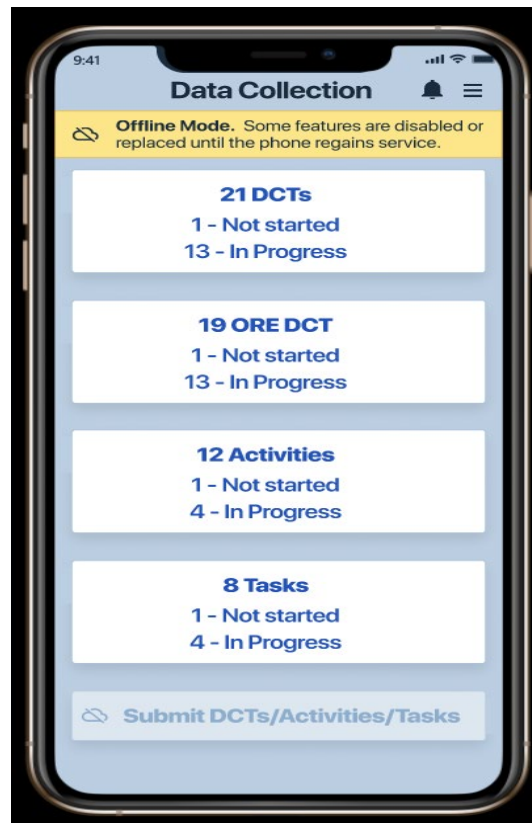 9:41
Data Collection
Offline Mode. Some features are disabled or
replaced until the phone regains service.
21 DCTs
1 - Not started
13 - In Progress
19 ORE DCT
1 - Not started
13 - In Progress
12 Activities
1 - Not started
4 - In Progress
8 Tasks
1 - Not started
4 - In Progress
Submit DCTs/Activities/Tasks